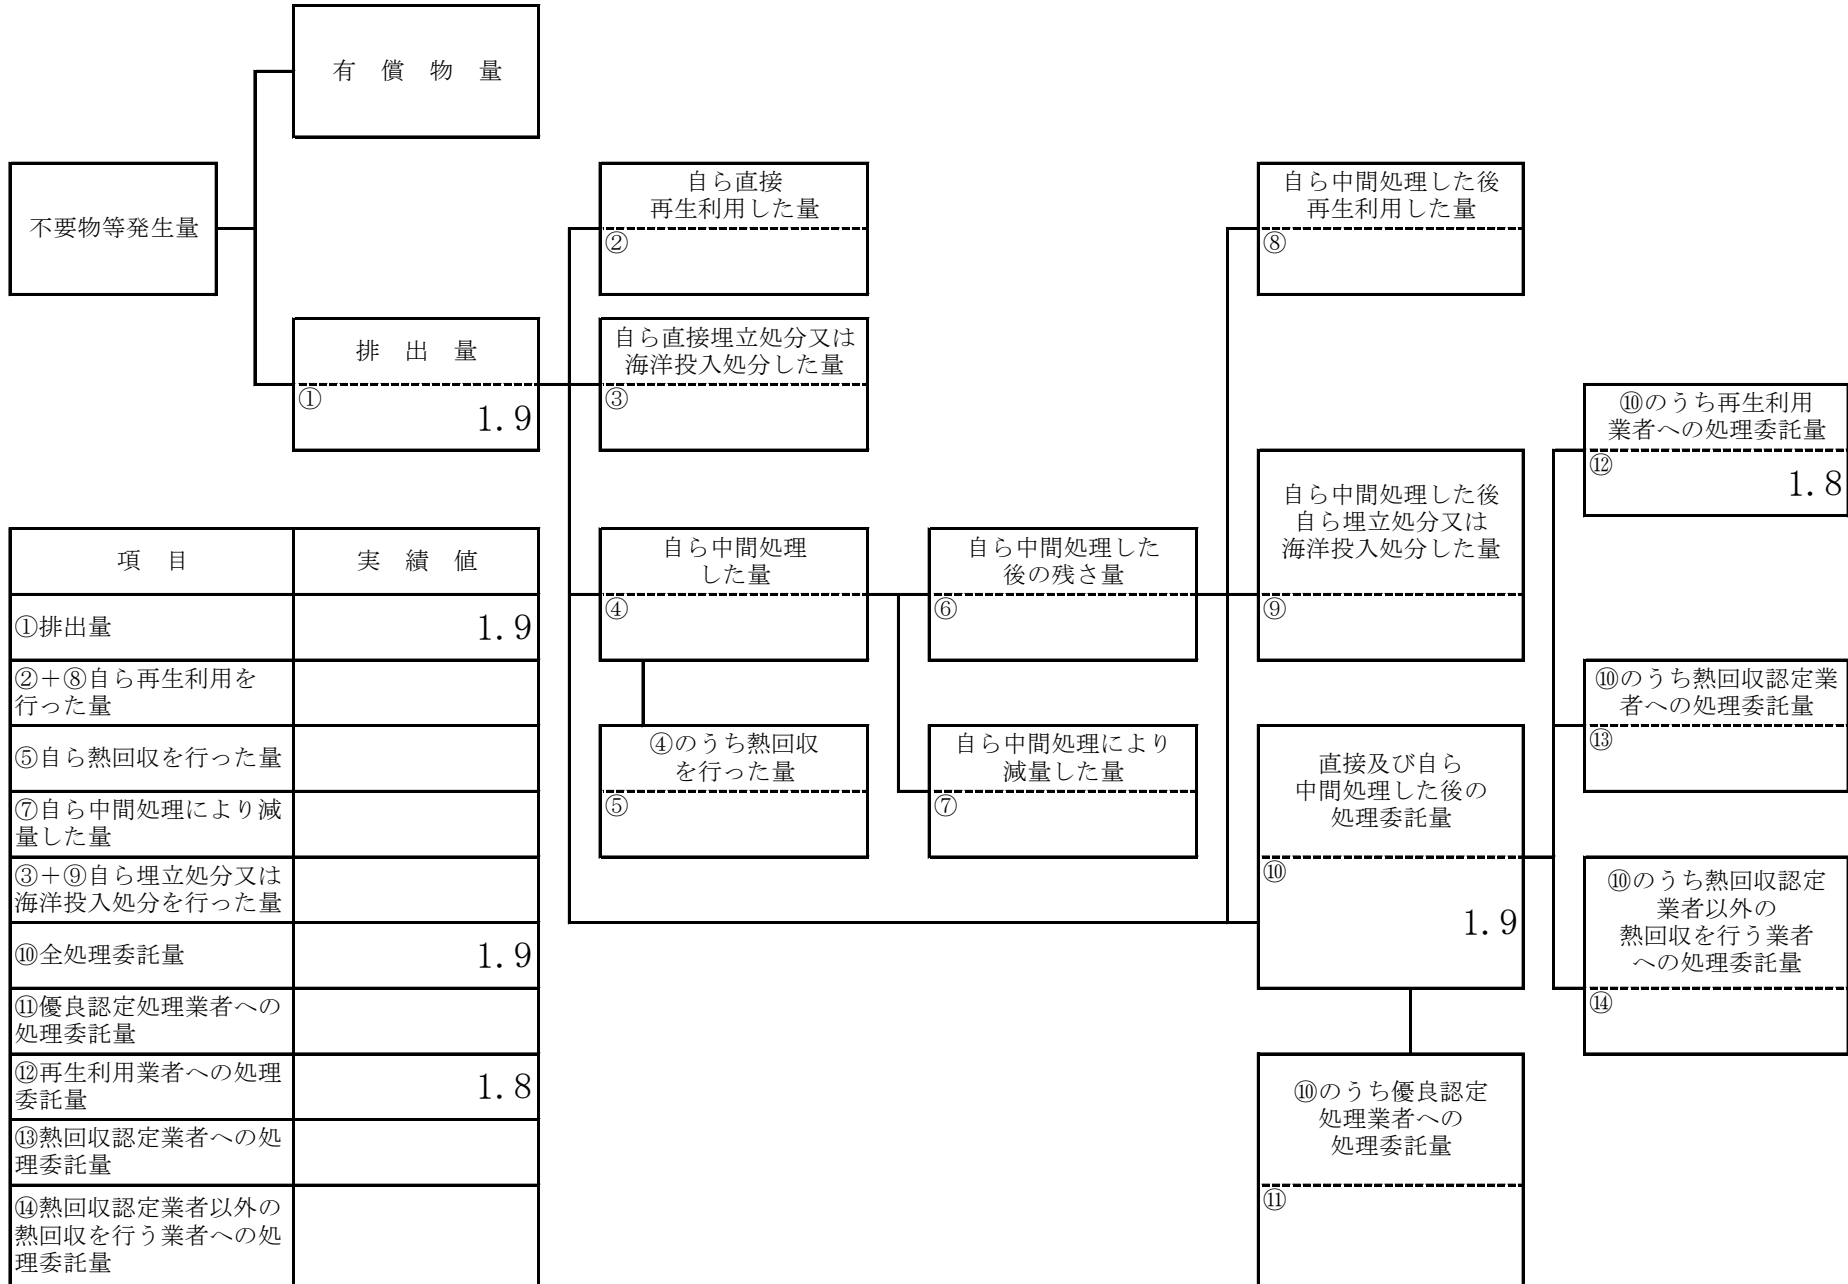 有　償　物　量
不要物等発生量
排　出　量
①
1.9
自ら直接
再生利用した量
②
自ら直接埋立処分又は
海洋投入処分した量
③
自ら中間処理
した量
④
④のうち熱回収
を行った量
⑤
自ら中間処理した
後の残さ量
⑥
自ら中間処理により
減量した量
⑦
自ら中間処理した後
再生利用した量
⑧
自ら中間処理した後
自ら埋立処分又は
海洋投入処分した量
⑨
直接及び自ら
中間処理した後の
処理委託量
⑩
1.9
⑩のうち優良認定
処理業者への
処理委託量
⑪
⑩のうち再生利用
業者への処理委託量
⑫
1.8
⑩のうち熱回収認定業
者への処理委託量
⑬
⑩のうち熱回収認定
業者以外の
熱回収を行う業者
への処理委託量
⑭
項　目　実　績　値
①排出量　1.9
②＋⑧自ら再生利用を
行った量
⑤自ら熱回収を行った量
⑦自ら中間処理により減
量した量
③＋⑨自ら埋立処分又は
海洋投入処分を行った量
⑩全処理委託量　1.9
⑪優良認定処理業者への
処理委託量
⑫再生利用業者への処理
委託量　1.8
⑬熱回収認定業者への処
理委託量
⑭熱回収認定業者以外の
熱回収を行う業者への処
理委託量